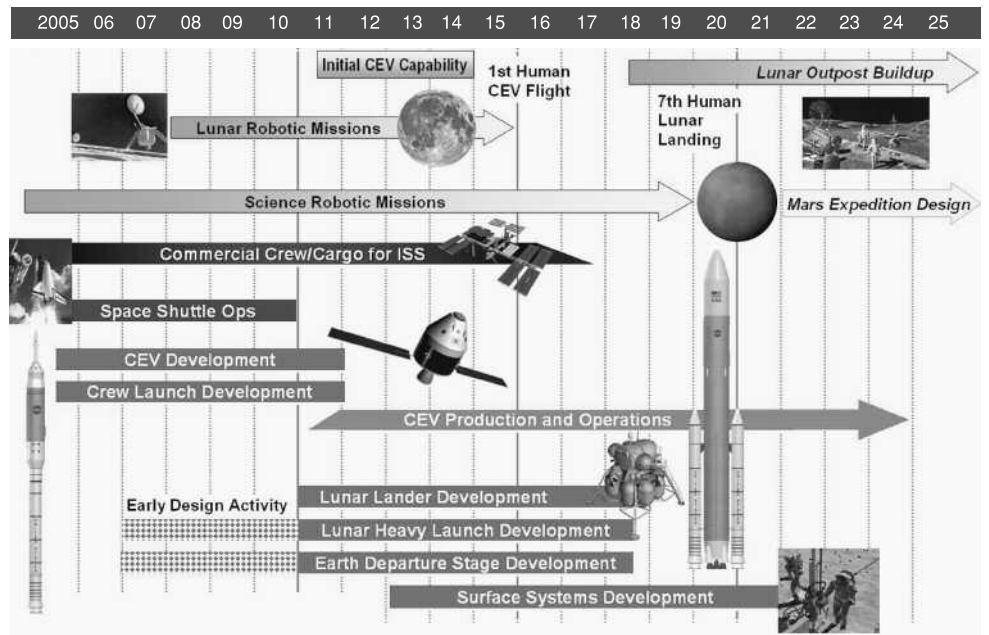 2005 06 07 08 09 10 11 12 13 14 15 16 17 18 19 20 21 22 23 24 25
Initial CEV Capability
1st Human
CEV Flight
Lunar Outpost Buildup
7th Human
Lunar
Landing
Lunar Robotic Missions
Science Robotic Missions
Mars Expedition Design
Commercial Crew/Cargo for ISS
Space Shuttle Ops
CEV Development
Crew Launch Development
CEV Production and Operations
Early Design Activity
Lunar Lander Development
Lunar Heavy Launch Development
Earth Departure Stage Development
Surface Systems Development